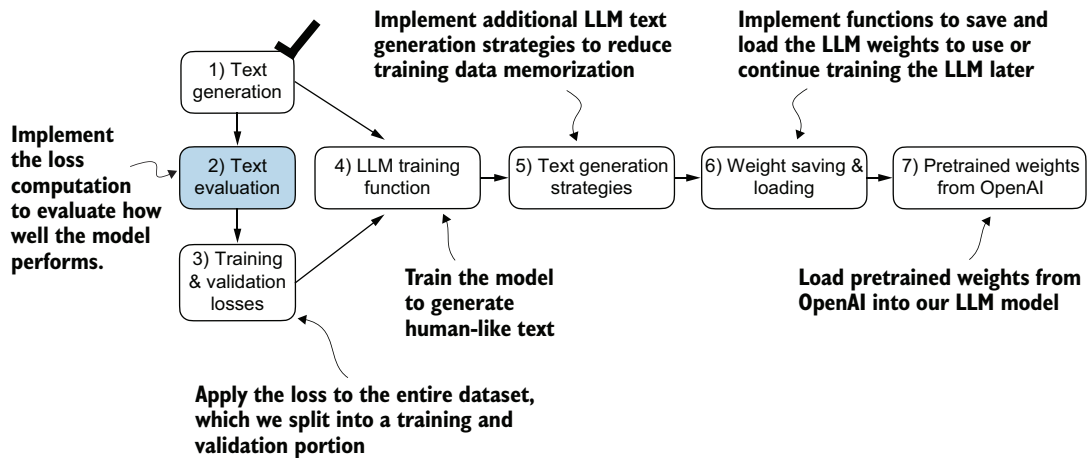 Implement additional LLM text
generation strategies to reduce
training data memorization
Implement functions to save and
load the LLM weights to use or
continue training the LLM later
1) Text
generation
Implement
the loss
computation
to evaluate how
well the model
performs.
2) Text
evaluation
3) Training
& validation
losses
4) LLM training
function
5) Text generation
strategies
6) Weight saving &
loading
7) Pretrained weights
from OpenAI
Train the model
to generate
human-like text
Load pretrained weights from
OpenAI into our LLM model
Apply the loss to the entire dataset,
which we split into a training and
validation portion